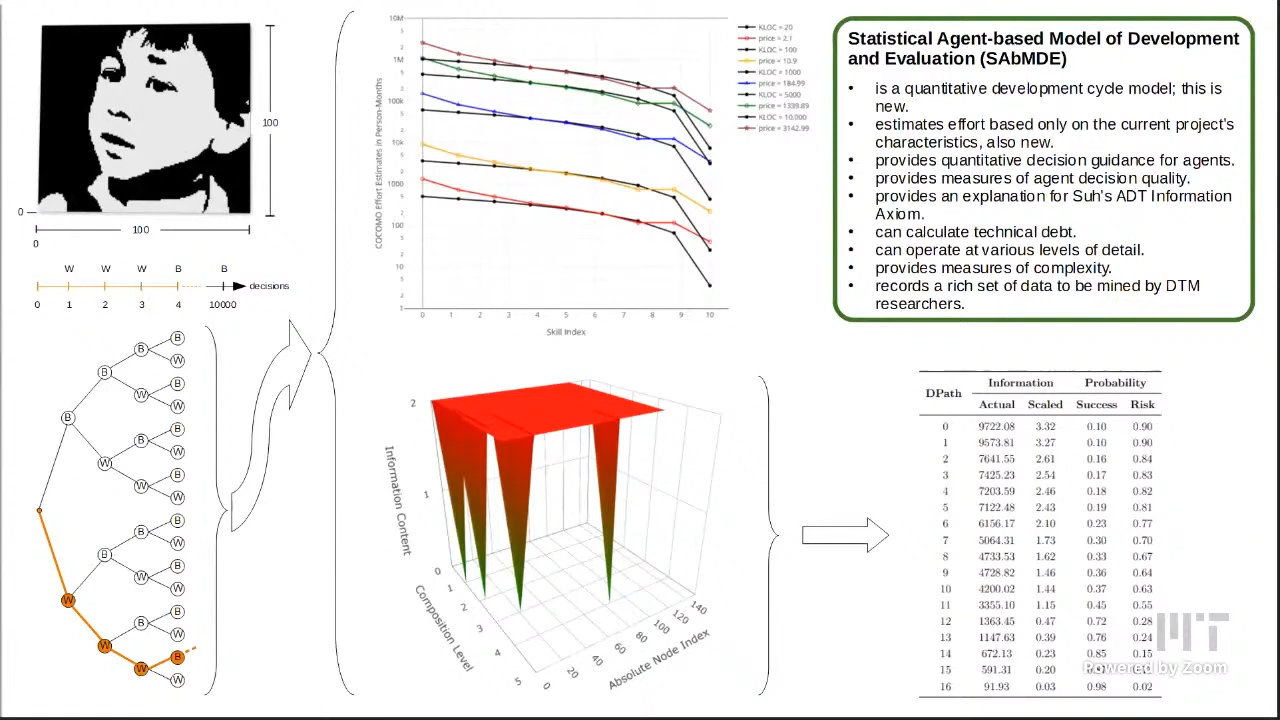 100
0
100
0
W W W B B
decisions
0 1 2 3 4 10000
B
W
B
B
W
B
B
W
B
W
B
W
B
W
B
W
B
B
W
W
B
W
W
B
B
W
W
W
B
W
10M
5
2
1M
5
2
100k
5
2
10k
5
2
1000
5
2
100
5
2
10
5
2
1
0 1 2 3 4 5 6 7 8 9 10
Skill Index
COCOMO Effort Estimates in Person-Months
KLOC = 20
price = 2.1
KLOC = 100
price = 10.9
KLOC = 1000
price = 184.99
KLOC = 5000
price = 1339.89
KLOC = 10,000
price = 3142.99
Statistical Agent-based Model of Development
and Evaluation (SAbMDE)
• is a quantitative development cycle model; this is
new.
• estimates effort based only on the current project's
characteristics, also new.
• provides quantitative decision guidance for agents.
• provides measures of agent decision quality.
• provides an explanation for Suh's ADT Information
Axiom.
• can calculate technical debt.
• can operate at various levels of detail.
• provides measures of complexity.
• records a rich set of data to be mined by DTM
researchers.
2
1
0
Information Content
1
2
3
4
5
Composition Level
0
20
40
60
80
100
120
140
Absolute Node Index
DPath Information Probability
Actual Scaled Success Risk
0 9722.08 3.32 0.10 0.90
1 9573.81 3.27 0.10 0.90
2 7641.55 2.61 0.16 0.84
3 7425.23 2.54 0.17 0.83
4 7203.59 2.46 0.18 0.82
5 7122.48 2.43 0.19 0.81
6 6156.17 2.10 0.23 0.77
7 5064.31 1.73 0.30 0.70
8 4733.53 1.62 0.33 0.67
9 4728.82 1.46 0.36 0.64
10 4200.02 1.44 0.37 0.63
11 3355.10 1.15 0.45 0.55
12 1363.45 0.47 0.72 0.28
13 1147.63 0.39 0.76 0.24
14 672.13 0.23 0.85 0.15
15 591.31 0.20
16 91.93 0.03 0.98 0.02
MIT
Powered by Zoom